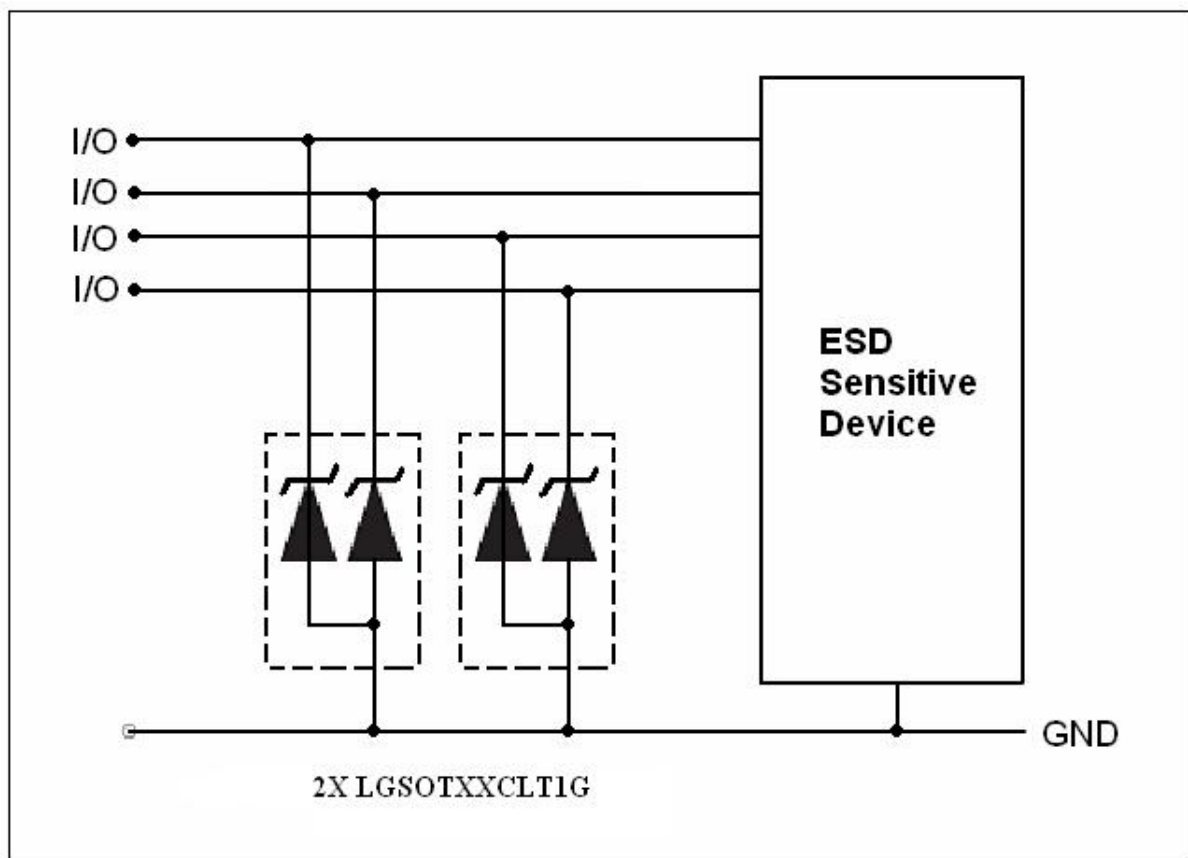 I/O
I/O
I/O
I/O
ESD
Sensitive
Device
GND
2X LGSOTXXCLT1G